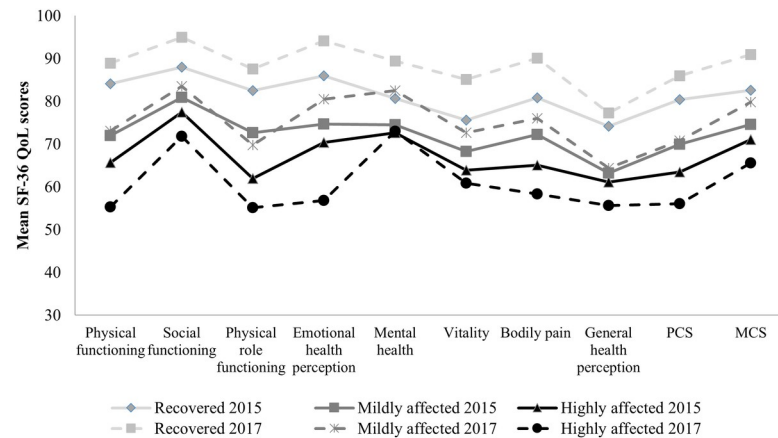 100
90
80
70
60
50
40
30
Mean SF-36 QoL scores
Physical Social Physical Emotional Mental Vitality Bodily pain General PCS MCS
functioning functioning role health health health
functioning perception perception
Recovered 2015 Mildly affected 2015 Highly affected 2015
Recovered 2017 Mildly affected 2017 Highly affected 2017